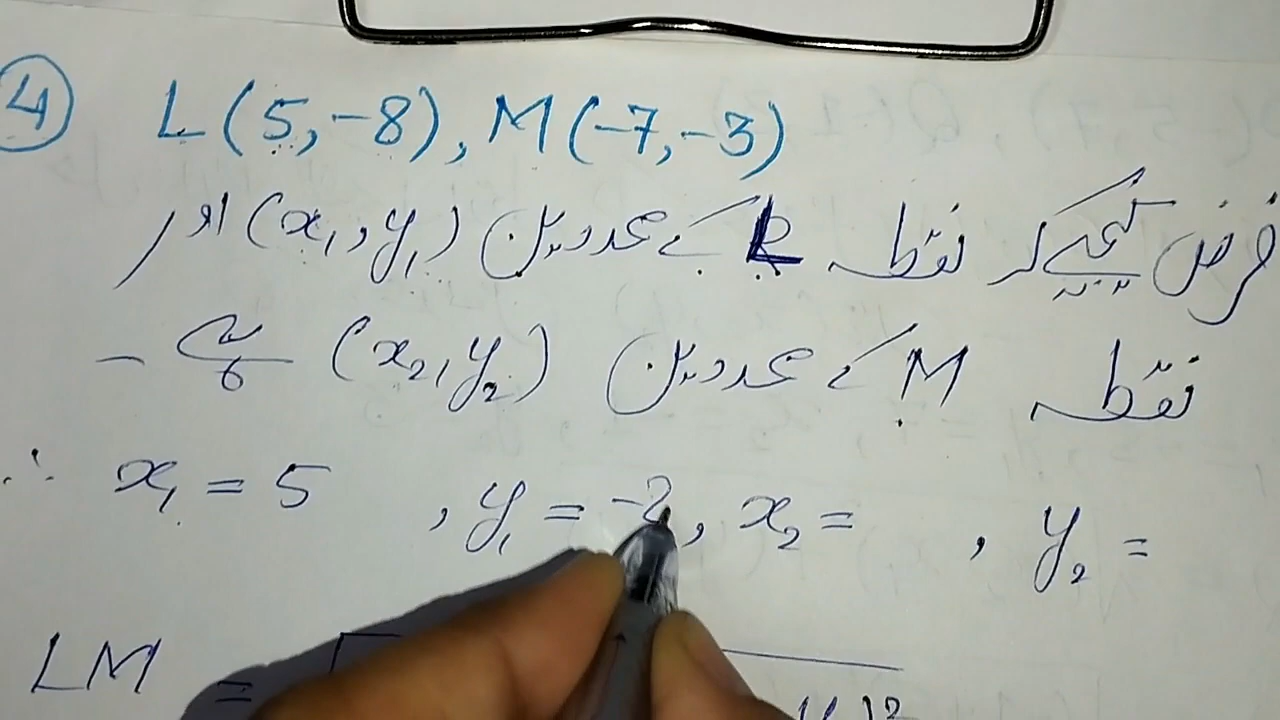 ④ L(5,-8), M(-7,-3)
فرض کیجیے کہ نقطہ L کے محددین (x₁, y₁) اور
نقطہ M کے محددین (x₂, y₂) ہے -
∴ x₁ = 5 , y₁ = - , x₂ = , y₂ =
LM = √